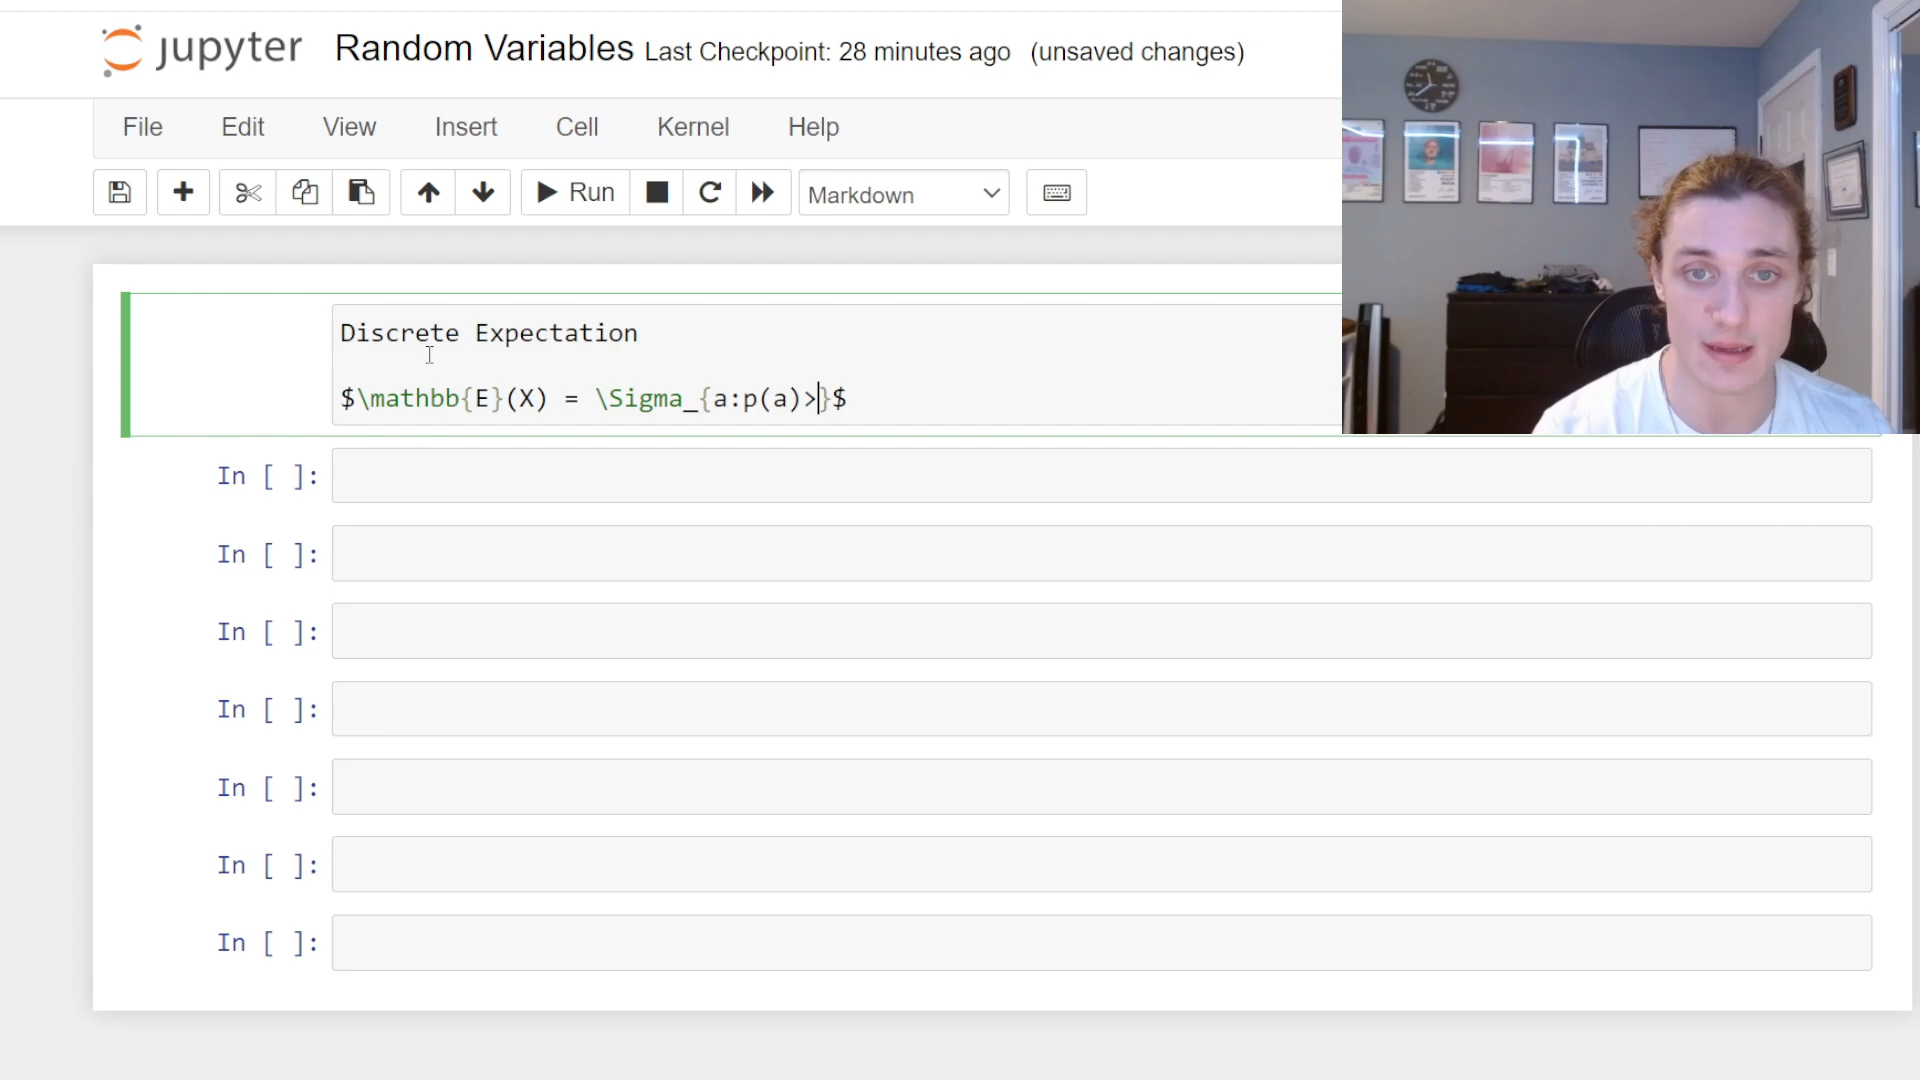 jupyter Random Variables Last Checkpoint: 28 minutes ago (unsaved changes)
File Edit View Insert Cell Kernel Help
Run Markdown
Discrete Expectation
$\mathbb{E}(X) = \Sigma_{a:p(a)>}$
In [ ]:
In [ ]:
In [ ]:
In [ ]:
In [ ]:
In [ ]:
In [ ]: